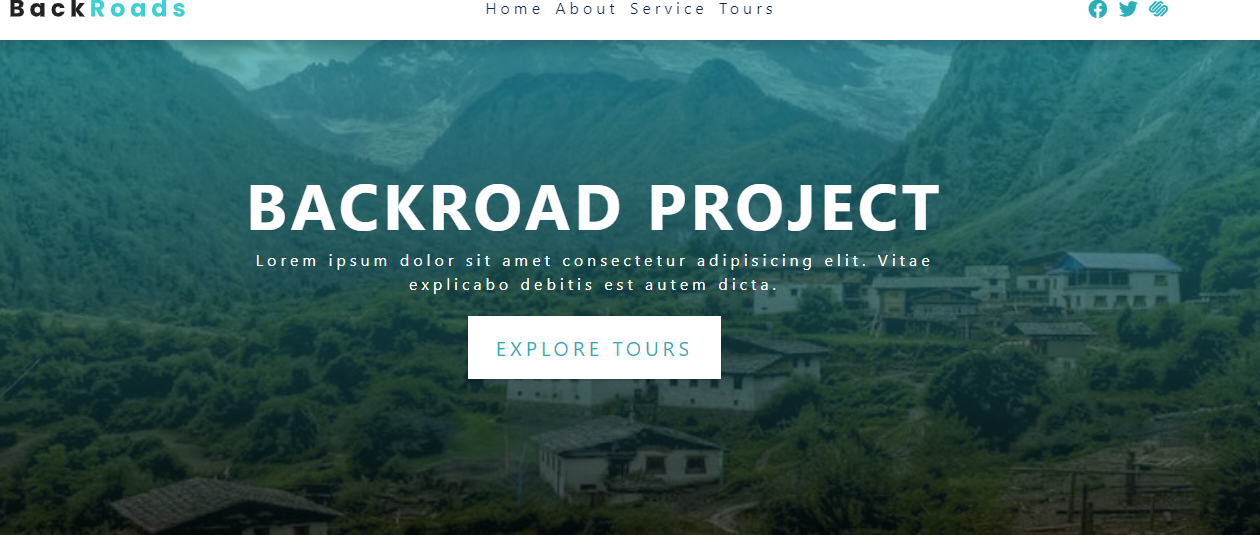 BackRoads
Home About Service Tours
BACKROAD PROJECT
Lorem ipsum dolor sit amet consectetur adipisicing elit. Vitae
explicabo debitis est autem dicta.
EXPLORE TOURS